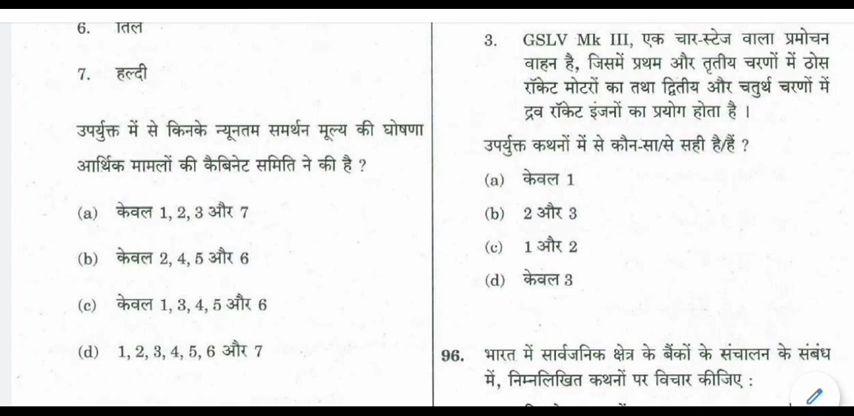 6. तिल
7. हल्दी
उपर्युक्त में से किनके न्यूनतम समर्थन मूल्य की घोषणा
आर्थिक मामलों की कैबिनेट समिति ने की है ?
(a) केवल 1, 2, 3 और 7
(b) केवल 2, 4, 5 और 6
(c) केवल 1, 3, 4, 5 और 6
(d) 1, 2, 3, 4, 5, 6 और 7
3. GSLV Mk III, एक चार-स्टेज वाला प्रमोचन
वाहन है, जिसमें प्रथम और तृतीय चरणों में ठोस
रॉकेट मोटरों का तथा द्वितीय और चतुर्थ चरणों में
द्रव रॉकेट इंजनों का प्रयोग होता है ।
उपर्युक्त कथनों में से कौन-सा/से सही है/हैं ?
(a) केवल 1
(b) 2 और 3
(c) 1 और 2
(d) केवल 3
96. भारत में सार्वजनिक क्षेत्र के बैंकों के संचालन के संबंध
में, निम्नलिखित कथनों पर विचार कीजिए :